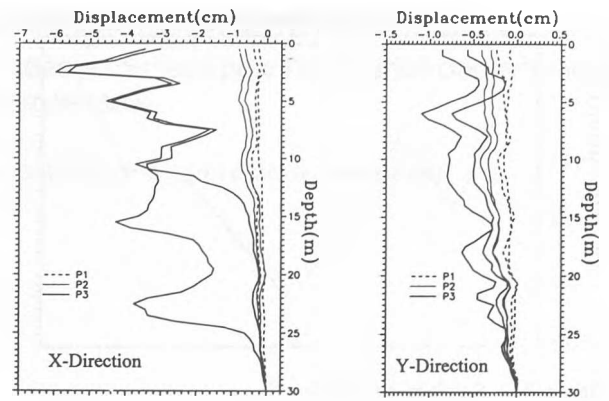 Displacement(cm)
-7 -6 -5 -4 -3 -2 -1 0
0
5
10
15
20
25
30
Depth(m)
P1
P2
P3
X-Direction
Displacement(cm)
-1.5 -1.0 -0.5 0.0 0.5
0
5
10
15
20
25
30
Depth(m)
P1
P2
P3
Y-Direction